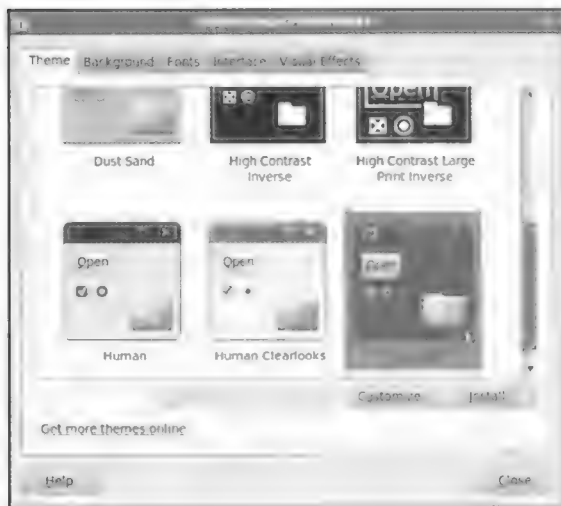 Theme Background Fonts Interface Visual Effects
Open
Dust Sand
High Contrast
Inverse
High Contrast Large
Print Inverse
Open
Open
Open
Human
Human Clearlooks
Customize
Install
Get more themes online
Help
Close